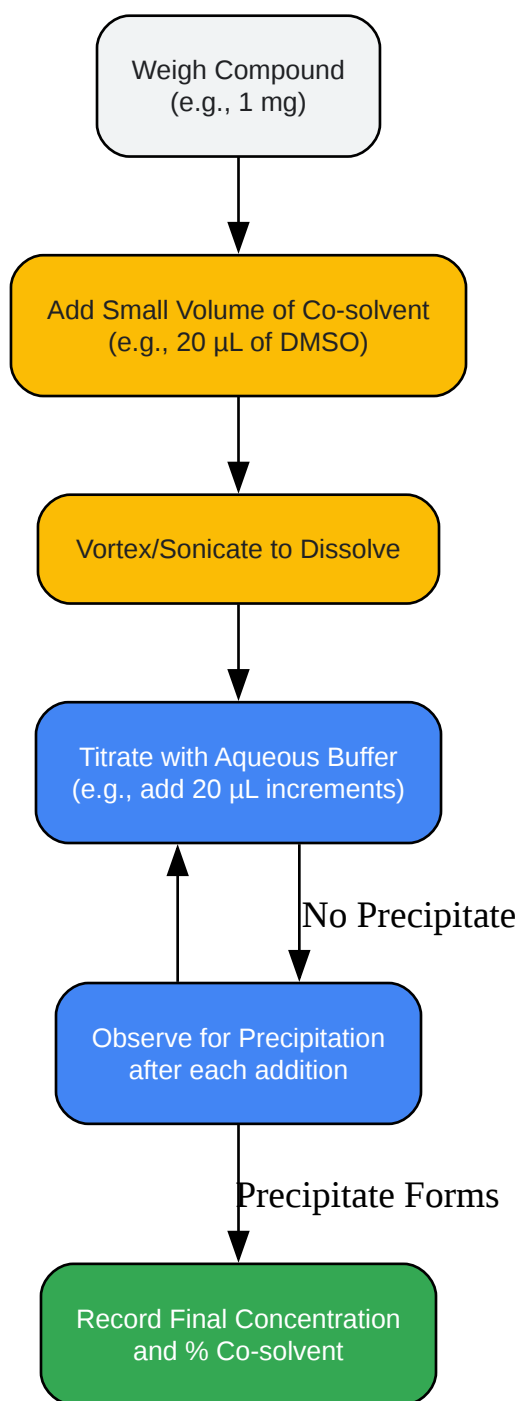 Weigh Compound
(e.g., 1 mg)
Add Small Volume of Co-solvent
(e.g., 20 µL of DMSO)
Vortex/Sonicate to Dissolve
Titrate with Aqueous Buffer
(e.g., add 20 µL increments)
No Precipitate
Observe for Precipitation
after each addition
Precipitate Forms
Record Final Concentration
and % Co-solvent